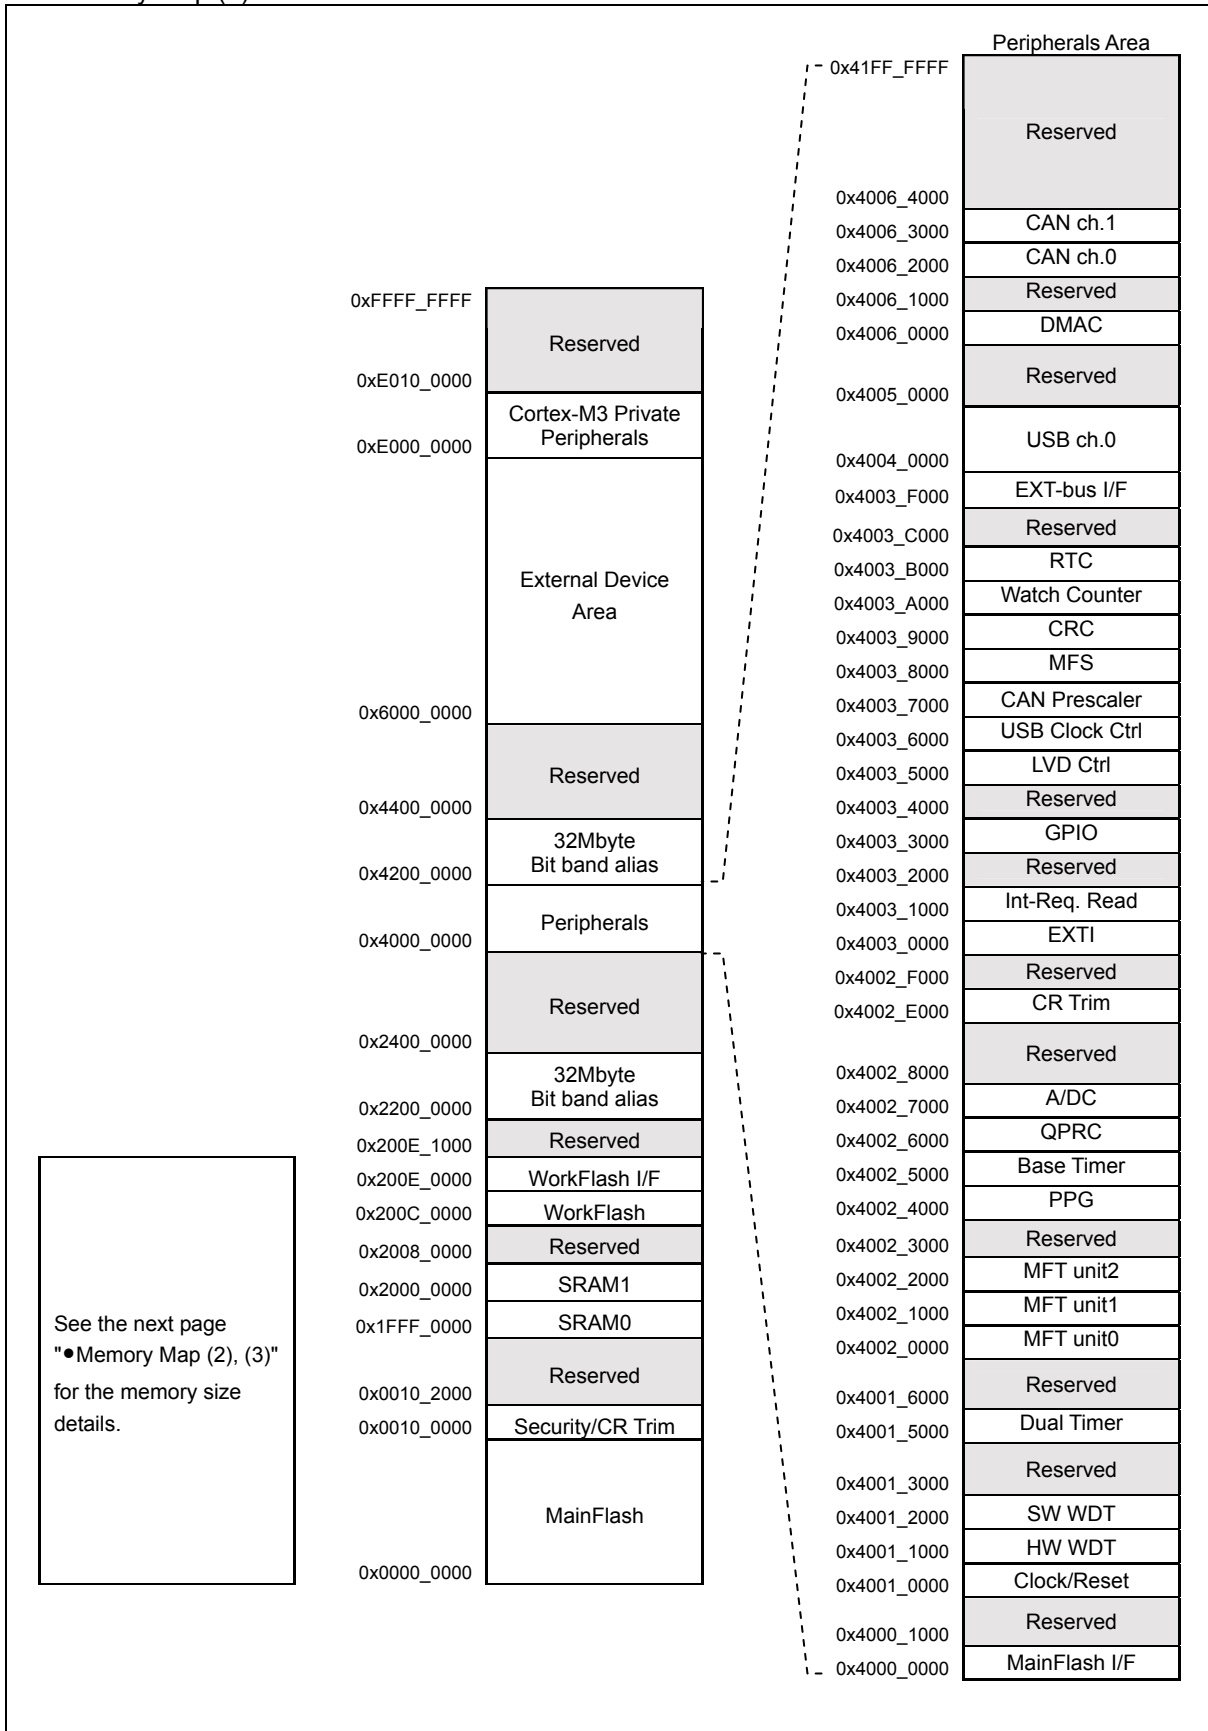 Peripherals Area
0x41FF_FFFF
Reserved
0x4006_4000
CAN ch.1
0x4006_3000
CAN ch.0
0x4006_2000
Reserved
0x4006_1000
DMAC
0x4006_0000
Reserved
0x4005_0000
USB ch.0
0x4004_0000
EXT-bus I/F
0x4003_F000
Reserved
0x4003_C000
RTC
0x4003_B000
Watch Counter
0x4003_A000
CRC
0x4003_9000
MFS
0x4003_8000
CAN Prescaler
0x4003_7000
USB Clock Ctrl
0x4003_6000
LVD Ctrl
0x4003_5000
Reserved
0x4003_4000
GPIO
0x4003_3000
Reserved
0x4003_2000
Int-Req. Read
0x4003_1000
EXTI
0x4003_0000
Reserved
0x4002_F000
CR Trim
0x4002_E000
Reserved
0x4002_8000
A/DC
0x4002_7000
QPRC
0x4002_6000
Base Timer
0x4002_5000
PPG
0x4002_4000
Reserved
0x4002_3000
MFT unit2
0x4002_2000
MFT unit1
0x4002_1000
MFT unit0
0x4002_0000
Reserved
0x4001_6000
Dual Timer
0x4001_5000
Reserved
0x4001_3000
SW WDT
0x4001_2000
HW WDT
0x4001_1000
Clock/Reset
0x4001_0000
Reserved
0x4000_1000
MainFlash I/F
0x4000_0000
0xFFFF_FFFF
Reserved
0xE010_0000
Cortex-M3 Private
Peripherals
0xE000_0000
External Device
Area
0x6000_0000
Reserved
0x4400_0000
32Mbyte
Bit band alias
0x4200_0000
Peripherals
0x4000_0000
Reserved
0x2400_0000
32Mbyte
Bit band alias
0x2200_0000
Reserved
0x200E_1000
WorkFlash I/F
0x200E_0000
WorkFlash
0x200C_0000
Reserved
0x2008_0000
SRAM1
0x2000_0000
SRAM0
0x1FFF_0000
Reserved
0x0010_2000
Security/CR Trim
0x0010_0000
MainFlash
0x0000_0000
See the next page
"●Memory Map (2), (3)"
for the memory size
details.